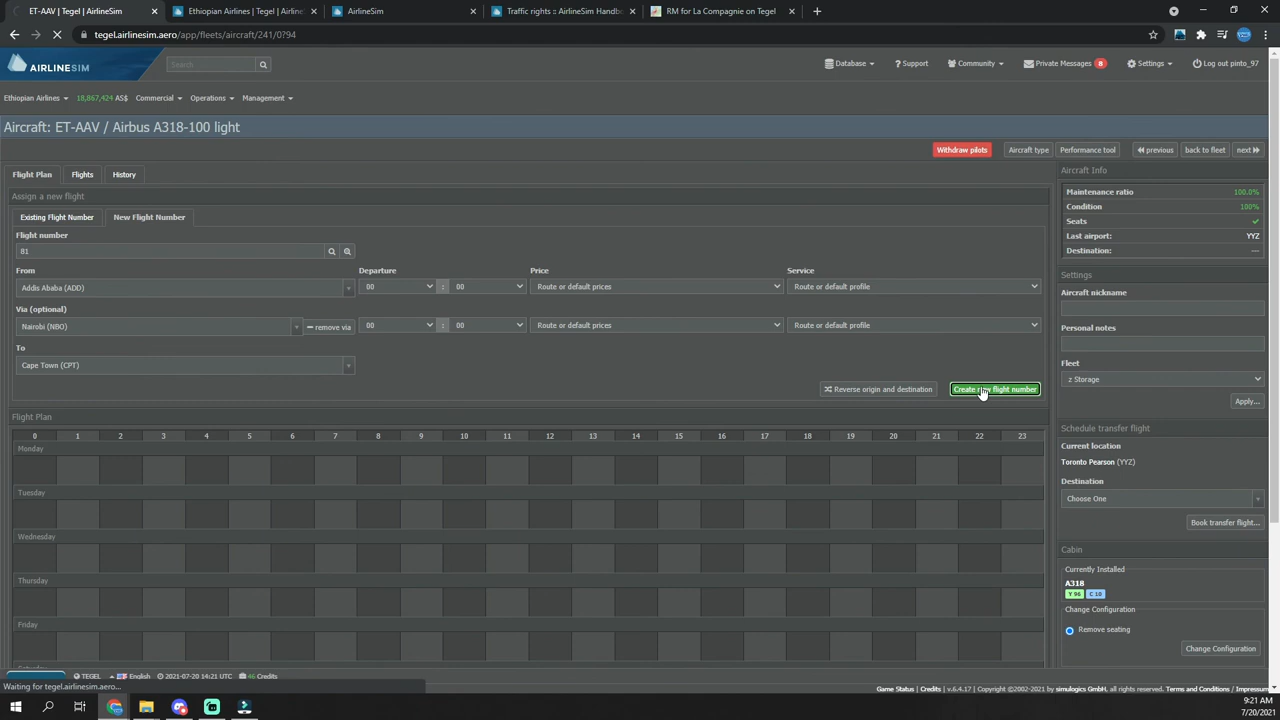 ET-AAV / Airbus A318-100 light
Ethiopian Airlines | Tegel | AirlineS
AirlineSim
Traffic rights :: AirlineSim Handbo
RM for La Compagnie on Tegel
tegel.airlinesim.aero/app/fleets/aircraft/241/0794
AIRLINESIM
Search
Database
Support
Community
Private Messages 8
Settings
Log out pinto_97
Ethiopian Airlines
18,867,424 AS$
Commercial
Operations
Management
Aircraft: ET-AAV / Airbus A318-100 light
Withdraw pilots
Aircraft type
Performance tool
previous
back to fleet
next
Flight Plan
Flights
History
Assign a new flight
Existing Flight Number
New Flight Number
Flight number
81
From
Departure
Price
Service
Addis Ababa (ADD)
00 : 00
Route or default prices
Route or default profile
Via (optional)
Nairobi (NBO)
remove via
00 : 00
Route or default prices
Route or default profile
To
Cape Town (CPT)
Reverse origin and destination
Create new flight number
Flight Plan
0 1 2 3 4 5 6 7 8 9 10 11 12 13 14 15 16 17 18 19 20 21 22 23
Monday
Tuesday
Wednesday
Thursday
Friday
Aircraft Info
Maintenance ratio 100.0%
Condition 100%
Seats
Last airport: YYZ
Destination: ---
Settings
Aircraft nickname
Personal notes
Fleet
z Storage
Apply...
Schedule transfer flight
Current location
Toronto Pearson (YYZ)
Destination
Choose One
Book transfer flight...
Cabin
Currently Installed
A318
Y 96 C 10
Change Configuration
Remove seating
Change Configuration
TEGEL
English
2021-07-20 14:21 UTC
46 Credits
Waiting for tegel.airlinesim.aero...
Game Status | Credits | v.6.4.17 | Copyright ©2002-2021 by simulogics GmbH, all rights reserved. Terms and Conditions / Impressum
9:21 AM
7/20/2021